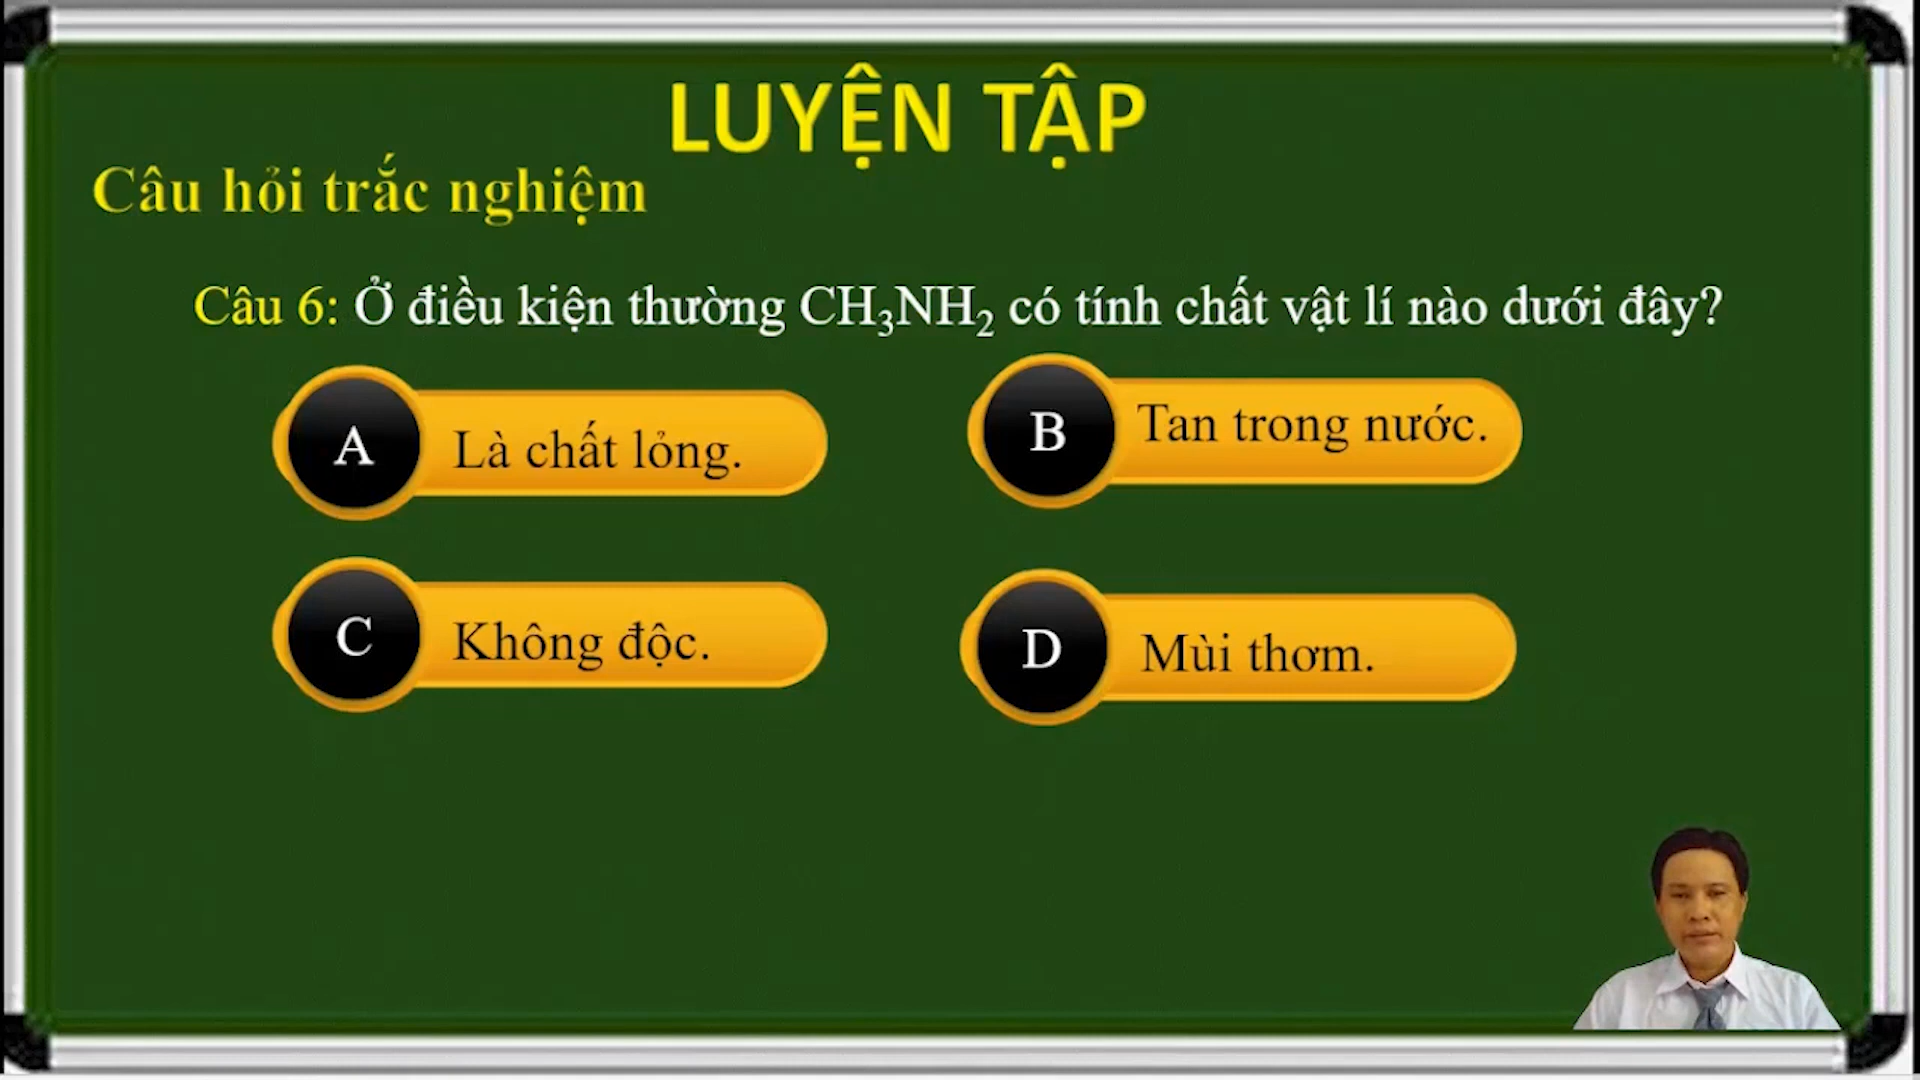 LUYỆN TẬP
Câu hỏi trắc nghiệm
Câu 6: Ở điều kiện thường CH₃NH₂ có tính chất vật lí nào dưới đây?
A Là chất lỏng.
B Tan trong nước.
C Không độc.
D Mùi thơm.